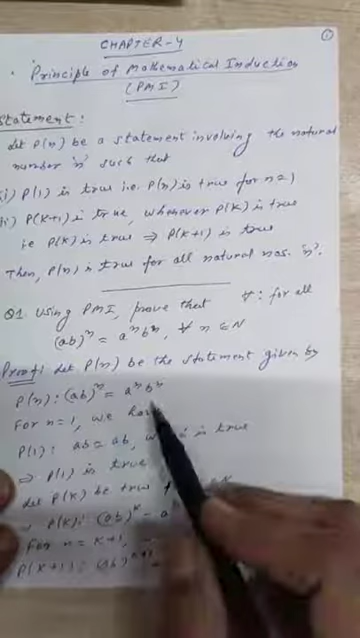 ①
CHAPTER-4
• Principle of Mathematical Induction
(PMI)
Statement:
Let P(n) be a statement involving the natural
number 'n' such that
(i) P(1) is true i.e. P(n) is true for n=1
(ii) P(K+1) is true, whenever P(K) is true
ie P(K) is true ⇒ P(K+1) is true
Then, P(n) is true for all natural nos. 'n'.
Q1. Using PMI, prove that ∀: for all
(ab)ⁿ = aⁿbⁿ, ∀ n ∈ N
Proof: Let P(n) be the statement given by
P(n): (ab)ⁿ = aⁿbⁿ
For n=1, we have
P(1): ab = ab, is true
⇒ P(1) is true
Let P(K) be true N
P(K): (ab)ᴷ = a
For n = K+1,
P(K+1): (ab)ᴷ⁺¹